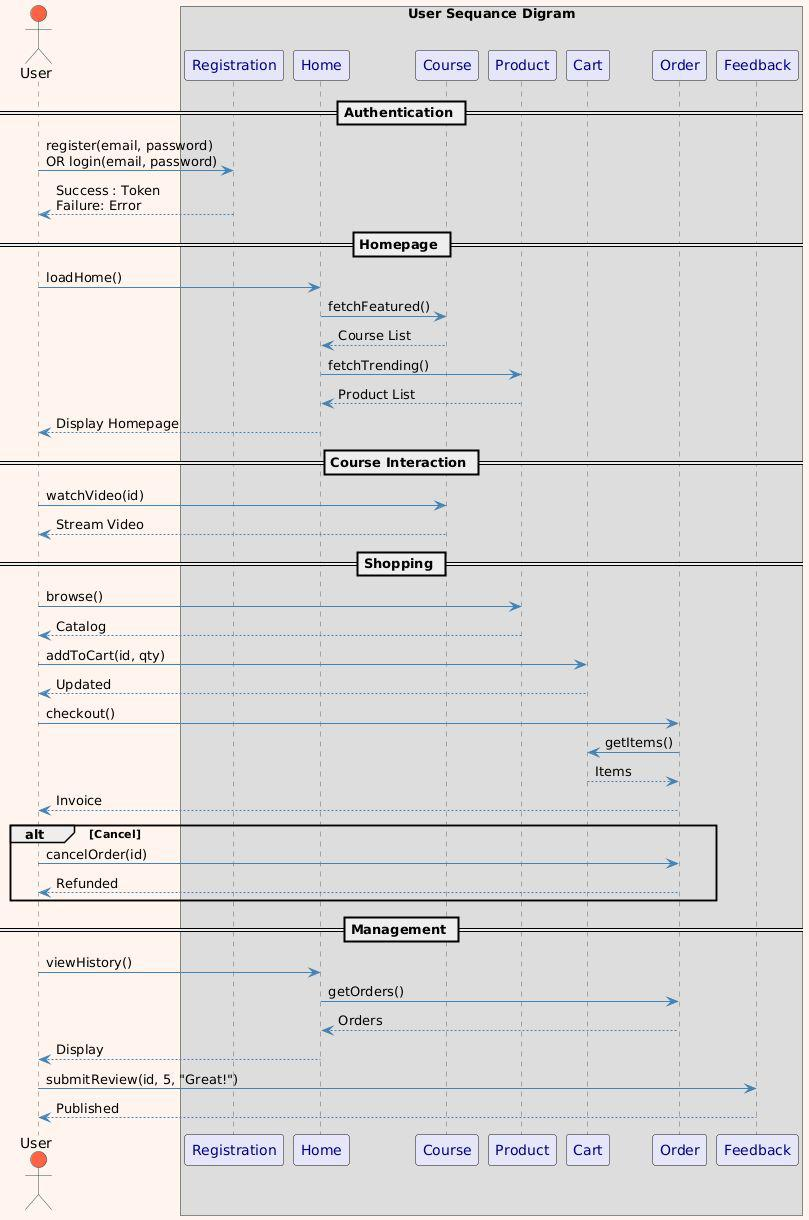 User Sequance Digram
User
Registration
Home
Course
Product
Cart
Order
Feedback
Authentication
register(email, password)
OR login(email, password)
Success : Token
Failure: Error
Homepage
loadHome()
fetchFeatured()
Course List
fetchTrending()
Product List
Display Homepage
Course Interaction
watchVideo(id)
Stream Video
Shopping
browse()
Catalog
addToCart(id, qty)
Updated
checkout()
getItems()
Items
Invoice
alt [Cancel]
cancelOrder(id)
Refunded
Management
viewHistory()
getOrders()
Orders
Display
submitReview(id, 5, "Great!")
Published
User
Registration
Home
Course
Product
Cart
Order
Feedback